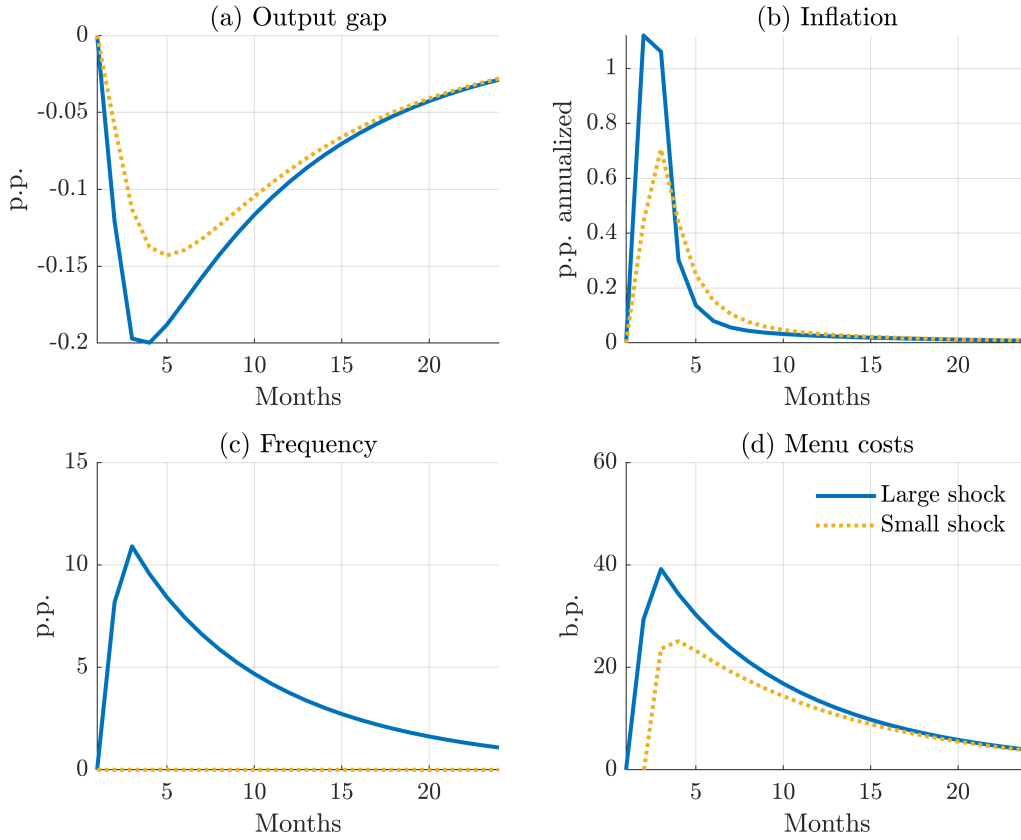 (a) Output gap
0
-0.05
-0.1
-0.15
-0.2
p.p.
5 10 15 20
Months
(b) Inflation
1
0.8
0.6
0.4
0.2
0
p.p. annualized
5 10 15 20
Months
(c) Frequency
15
10
5
0
p.p.
5 10 15 20
Months
(d) Menu costs
60
40
20
0
b.p.
Large shock
Small shock
5 10 15 20
Months